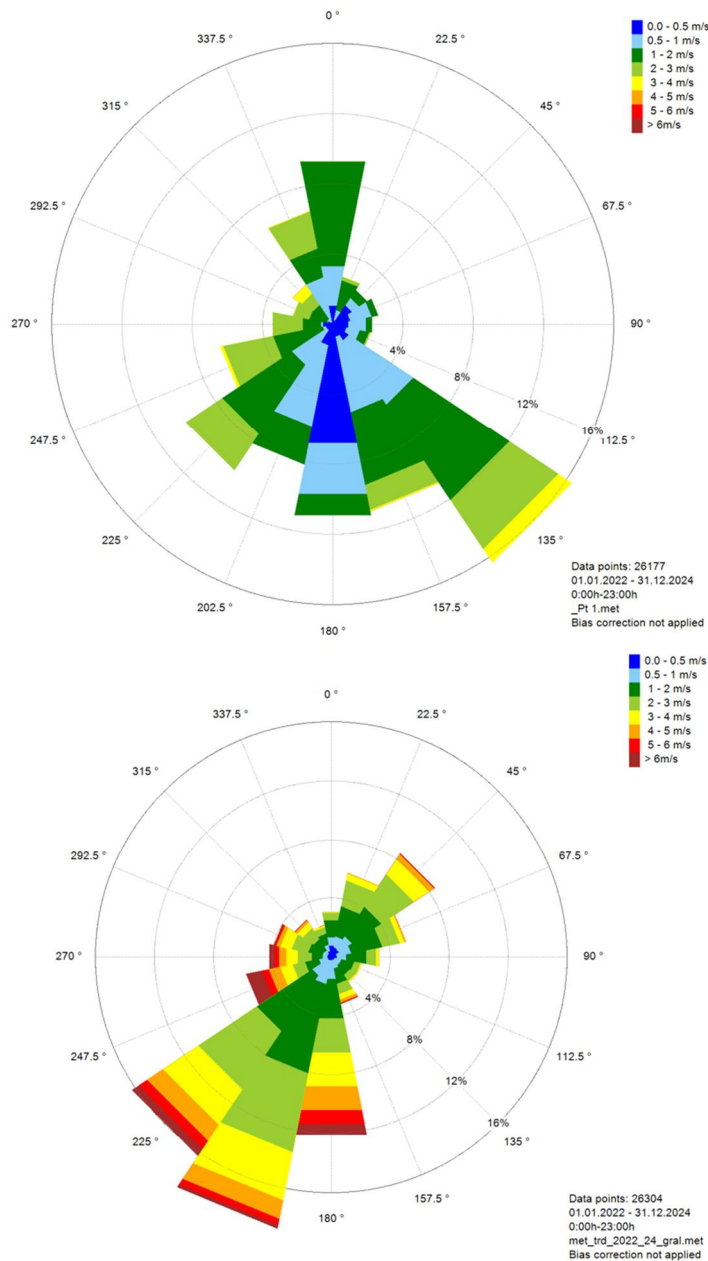 0 °
22.5 °
45 °
67.5 °
90 °
112.5 °
135 °
157.5 °
180 °
202.5 °
225 °
247.5 °
270 °
292.5 °
315 °
337.5 °
4%
8%
12%
16%
0.0 - 0.5 m/s
0.5 - 1 m/s
1 - 2 m/s
2 - 3 m/s
3 - 4 m/s
4 - 5 m/s
5 - 6 m/s
> 6m/s
Data points: 26177
01.01.2022 - 31.12.2024
0:00h-23:00h
_Pt 1.met
Bias correction not applied
0 °
22.5 °
45 °
67.5 °
90 °
112.5 °
135 °
157.5 °
180 °
225 °
247.5 °
270 °
292.5 °
315 °
337.5 °
4%
8%
12%
16%
0.0 - 0.5 m/s
0.5 - 1 m/s
1 - 2 m/s
2 - 3 m/s
3 - 4 m/s
4 - 5 m/s
5 - 6 m/s
> 6m/s
Data points: 26304
01.01.2022 - 31.12.2024
0:00h-23:00h
met_trd_2022_24_gral.met
Bias correction not applied